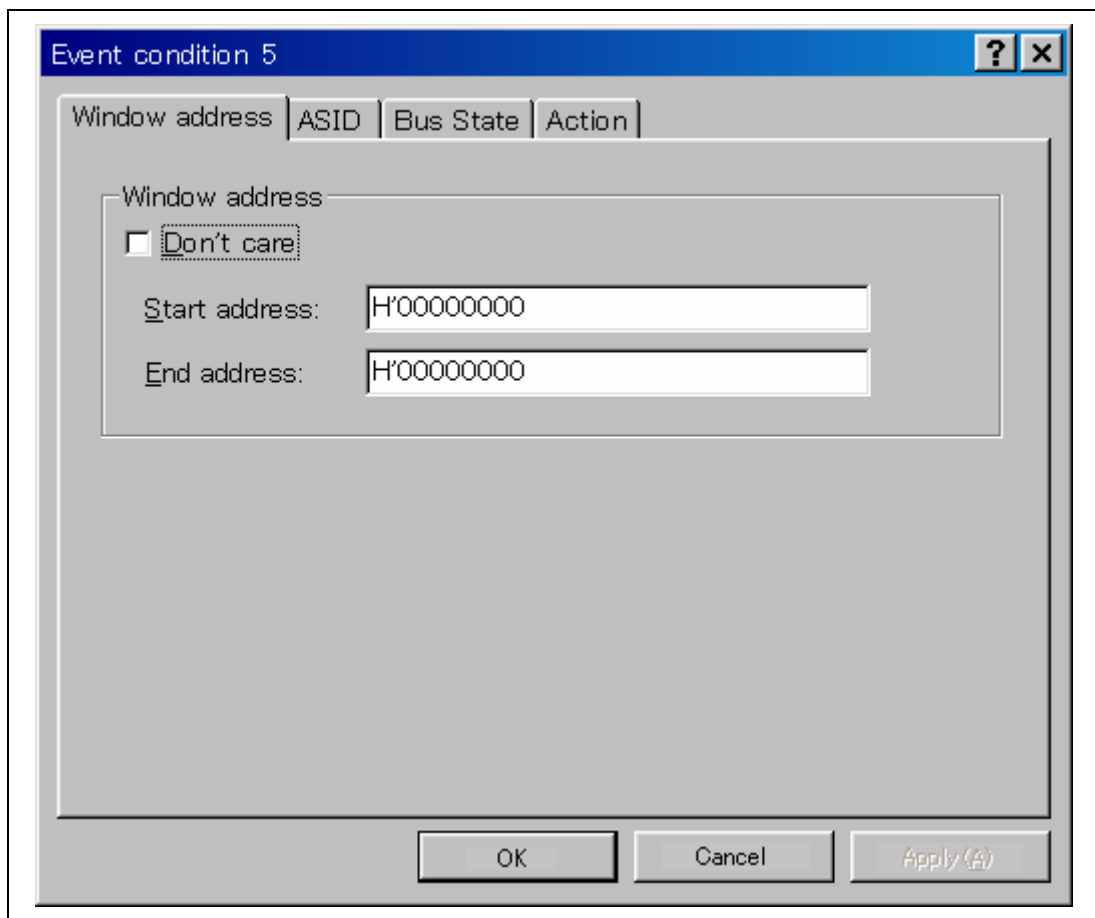 Event condition 5
Window address ASID Bus State Action
Window address
Don't care
Start address: H'00000000
End address: H'00000000
OK Cancel Apply (A)